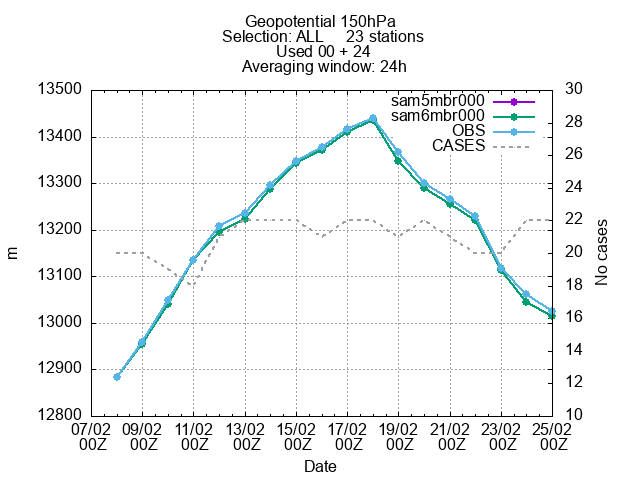 Geopotential 150hPa
Selection: ALL     23 stations
Used 00 + 24
Averaging window: 24h
13500
13400
13300
13200
13100
13000
12900
12800
m
30
28
26
24
22
20
18
16
14
12
10
No cases
sam5mbr000
sam6mbr000
OBS
CASES
07/02 09/02 11/02 13/02 15/02 17/02 19/02 21/02 23/02 25/02
00Z 00Z 00Z 00Z 00Z 00Z 00Z 00Z 00Z 00Z
Date